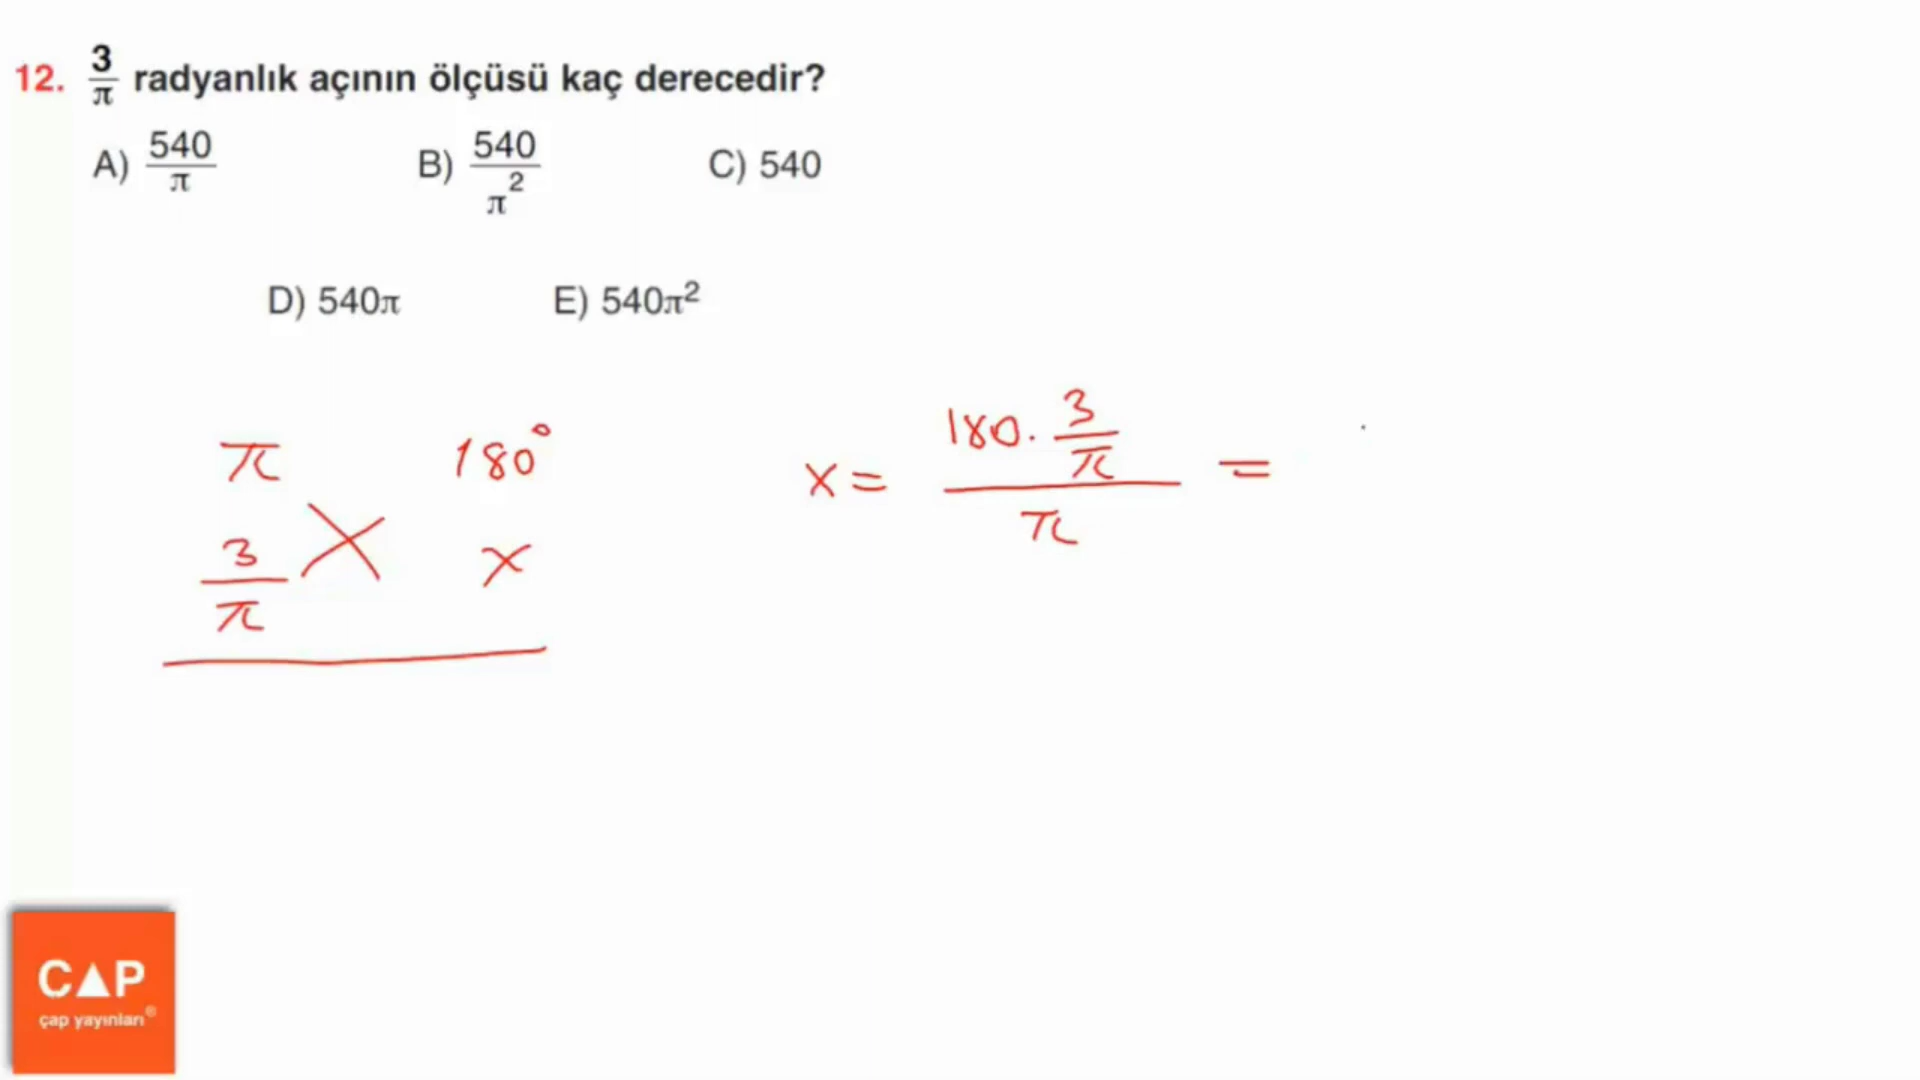 12. 3/π radyanlık açının ölçüsü kaç derecedir?
A) 540/π B) 540/π² C) 540
D) 540π E) 540π²
π 180°
3/π x
x = (180 · 3/π)/π =
CAP
çap yayınları®